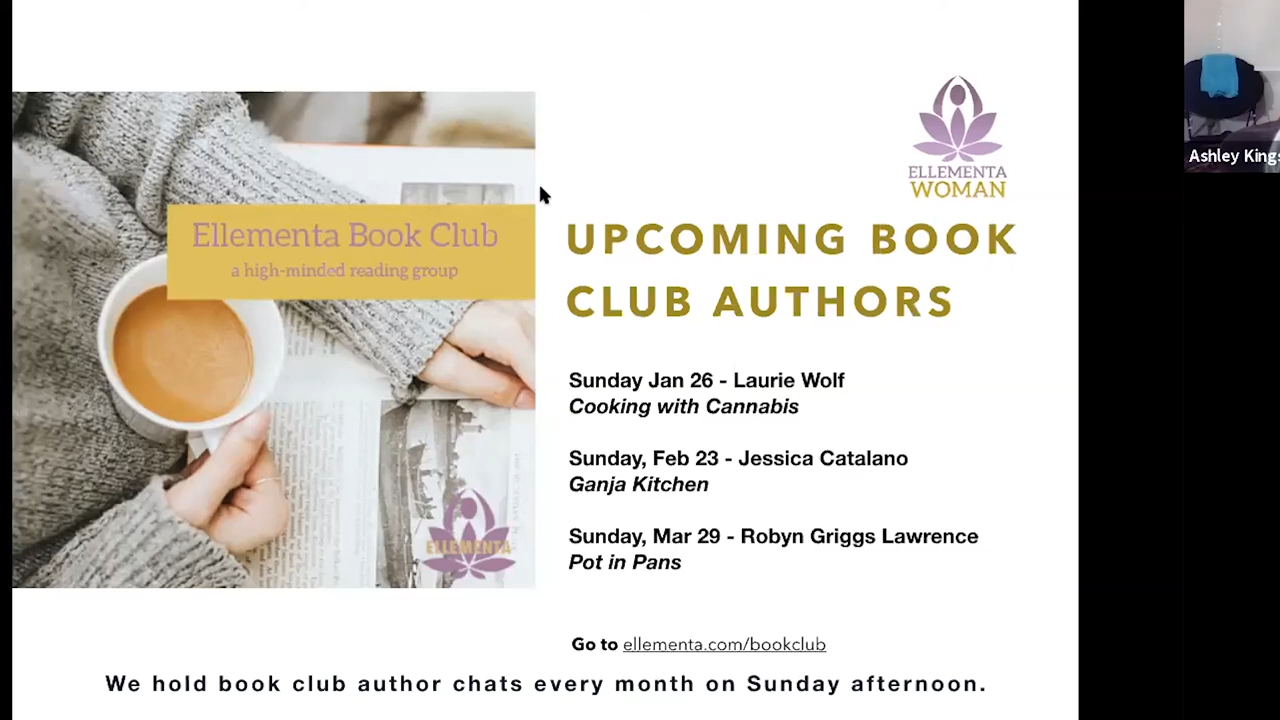 Ellementa Book Club
a high-minded reading group
ELLEMENTA
ELLEMENTA
WOMAN
UPCOMING BOOK
CLUB AUTHORS
Sunday Jan 26 - Laurie Wolf
Cooking with Cannabis
Sunday, Feb 23 - Jessica Catalano
Ganja Kitchen
Sunday, Mar 29 - Robyn Griggs Lawrence
Pot in Pans
Go to ellementa.com/bookclub
We hold book club author chats every month on Sunday afternoon.
Ashley Kings